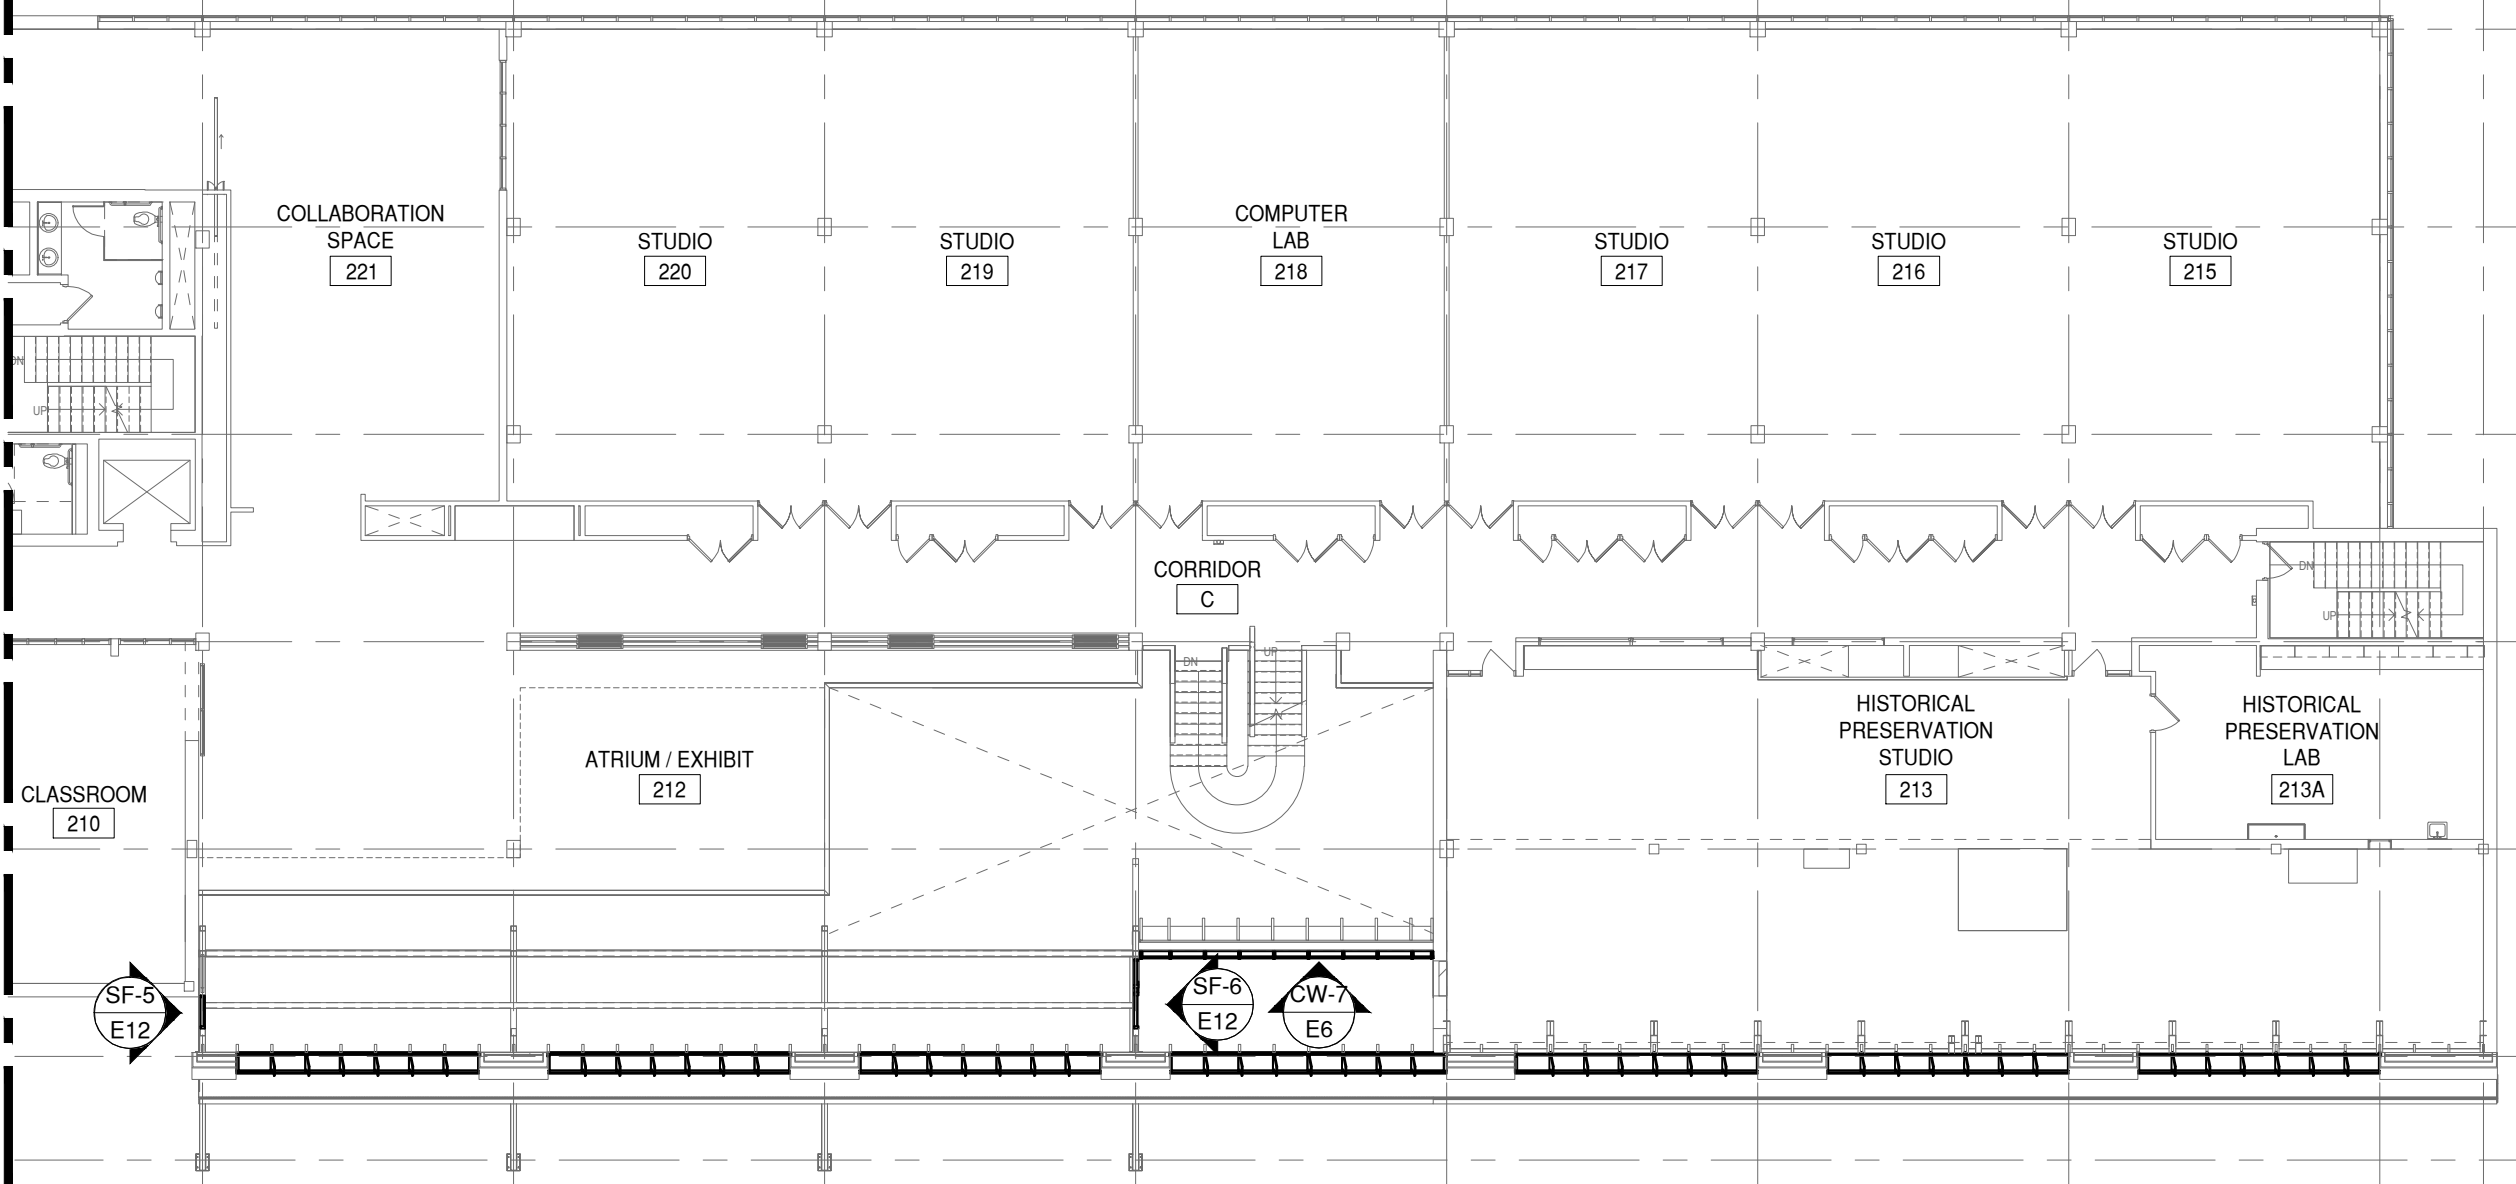 COLLABORATION
SPACE
221
STUDIO
220
STUDIO
219
COMPUTER
LAB
218
STUDIO
217
STUDIO
216
STUDIO
215
DN
UP
CORRIDOR
C
DN
UP
DN
UP
CLASSROOM
210
ATRIUM / EXHIBIT
212
HISTORICAL
PRESERVATION
STUDIO
213
HISTORICAL
PRESERVATION
LAB
213A
SF-5
E12
SF-6
E12
CW-7
E6